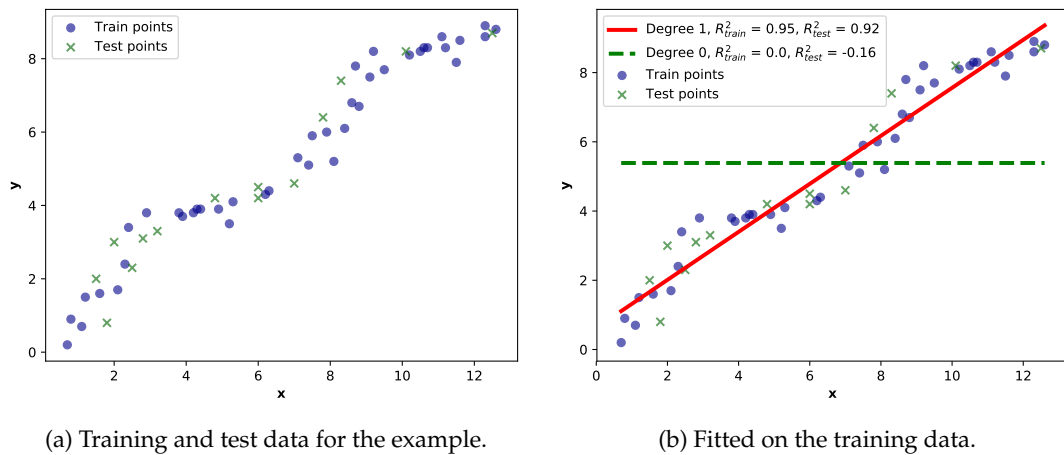 Train points
Test points
8
6
4
2
0
y
2
4
6
8
10
12
x
(a) Training and test data for the example.
Degree 1, R²train = 0.95, R²test = 0.92
Degree 0, R²train = 0.0, R²test = -0.16
Train points
Test points
8
6
4
2
0
y
0
2
4
6
8
10
12
x
(b) Fitted on the training data.